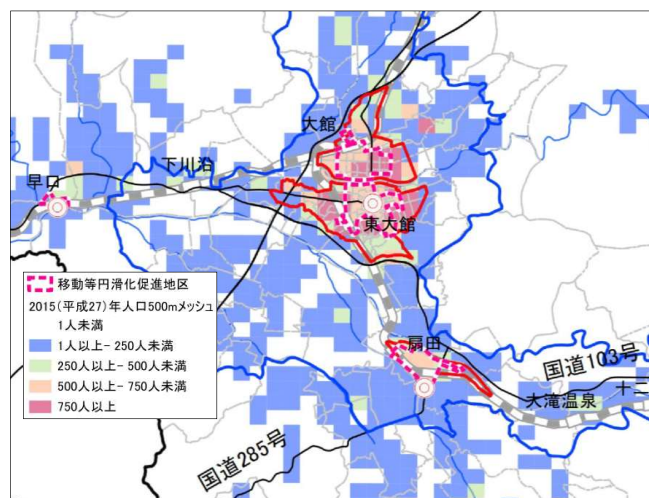 大館
下川沿
早口
東大館
移動等円滑化促進地区
2015(平成27)年人口500mメッシュ
1人未満
1人以上-250人未満
250人以上-500人未満
500人以上-750人未満
750人以上
扇田
国道103号
十二
大滝温泉
国道285号